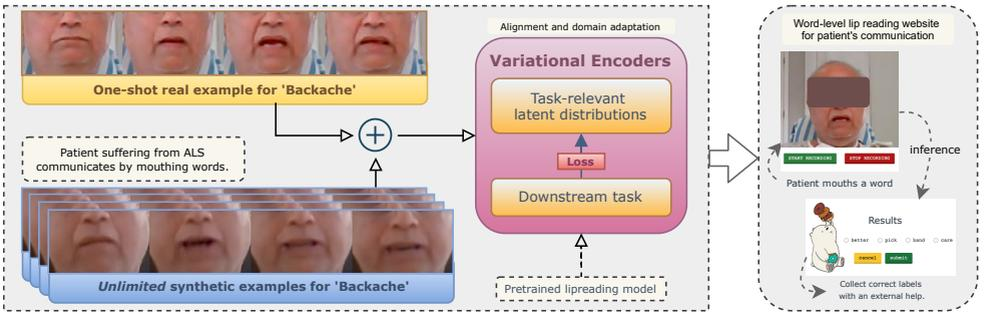 One-shot real example for 'Backache'
Patient suffering from ALS
communicates by mouthing words.
Unlimited synthetic examples for 'Backache'
Alignment and domain adaptation
Variational Encoders
Task-relevant
latent distributions
Loss
Downstream task
Pretrained lipreading model
Word-level lip reading website
for patient's communication
START RECORDING
STOP RECORDING
inference
Patient mouths a word
Results
better pick hand care
cancel submit
Collect correct labels
with an external help.